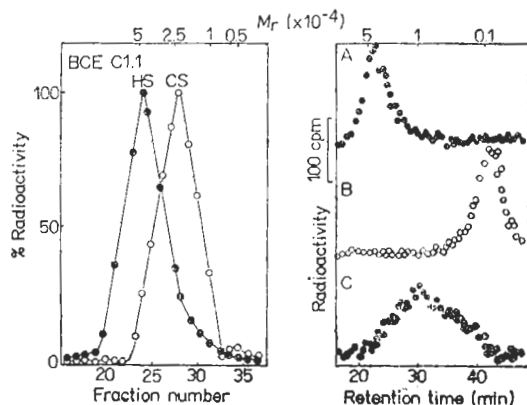 Mr (×10⁻⁴)
5 2.5 1 0.5
5 1 0.1
BCE C1.1
HS CS
A
100
100 cpm
B
% Radioactivity
50
Radioactivity
C
0
20 25 30 35
20 30 40
Fraction number
Retention time (min)